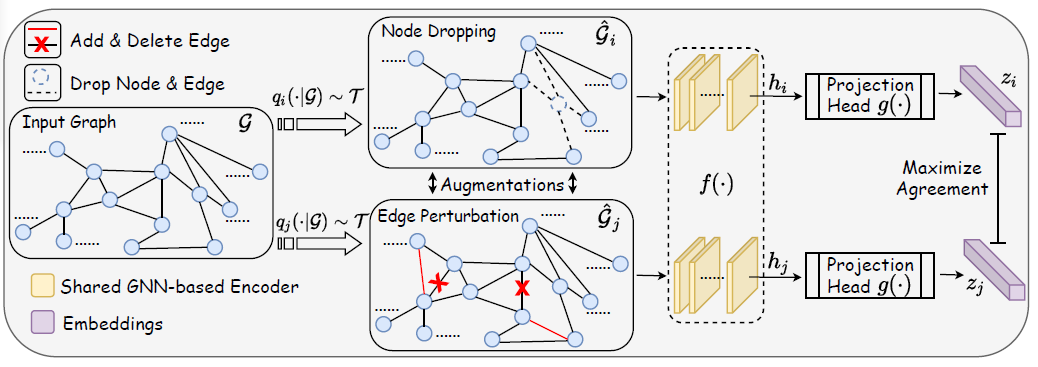 Add & Delete Edge
Drop Node & Edge
Input Graph
𝒢
......
......
......
......
......
......
q_i(·|𝒢) ~ 𝒯
q_j(·|𝒢) ~ 𝒯
Node Dropping
𝒢̂_i
......
......
......
......
......
......
Augmentations
Edge Perturbation
𝒢̂_j
......
......
......
......
......
......
......
f(·)
......
h_i
h_j
Projection
Head g(·)
Projection
Head g(·)
z_i
Maximize
Agreement
z_j
Shared GNN-based Encoder
Embeddings